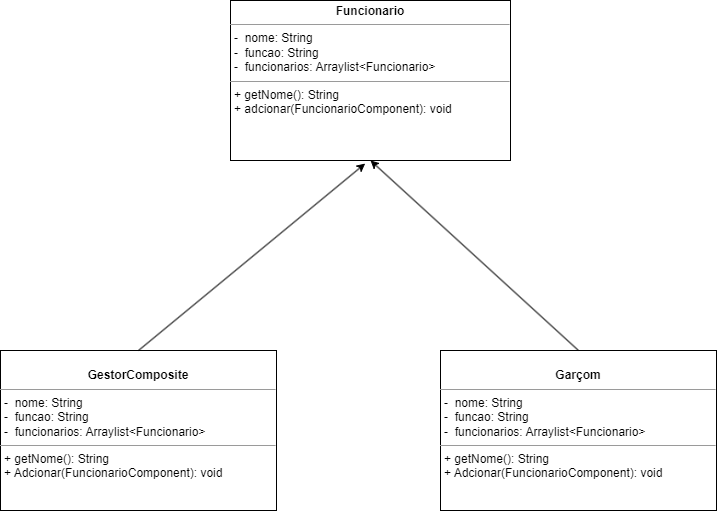 Funcionario
- nome: String
- funcao: String
- funcionarios: Arraylist<Funcionario>
+ getNome(): String
+ adcionar(FuncionarioComponent): void
GestorComposite
- nome: String
- funcao: String
- funcionarios: Arraylist<Funcionario>
+ getNome(): String
+ Adcionar(FuncionarioComponent): void
Garçom
- nome: String
- funcao: String
- funcionarios: Arraylist<Funcionario>
+ getNome(): String
+ Adcionar(FuncionarioComponent): void